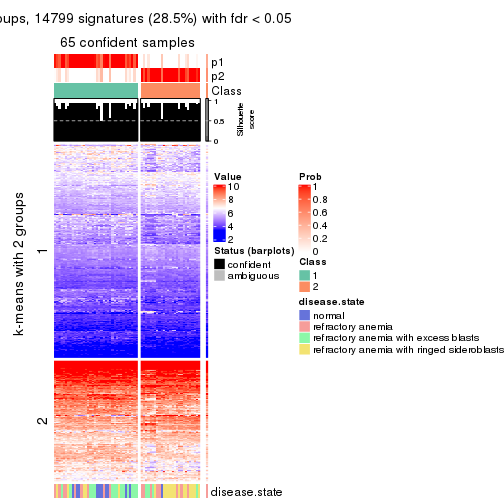 oups, 14799 signatures (28.5%) with fdr < 0.05
65 confident samples
p1
p2
Class
1
0.5
0
Silhouette
score
k-means with 2 groups
1
2
Value
10
8
6
4
2
Status (barplots)
confident
ambiguous
Prob
1
0.8
0.6
0.4
0.2
0
Class
1
2
disease.state
normal
refractory anemia
refractory anemia with excess blasts
refractory anemia with ringed sideroblasts
disease.state